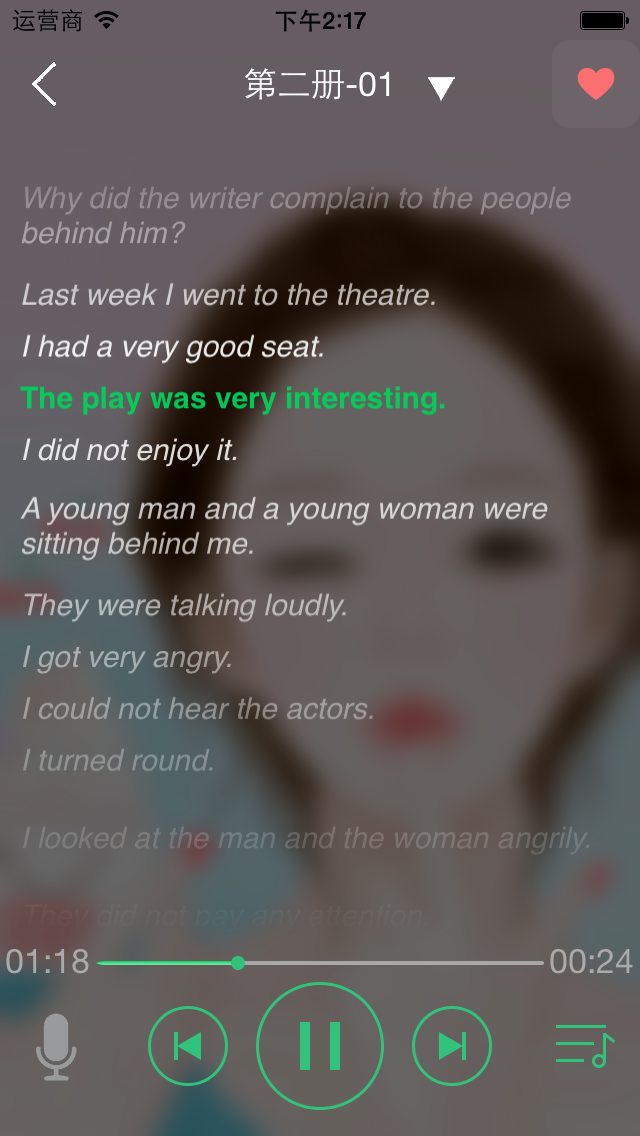 运营商
下午2:17
第二册-01
Why did the writer complain to the people
behind him?
Last week I went to the theatre.
I had a very good seat.
The play was very interesting.
I did not enjoy it.
A young man and a young woman were
sitting behind me.
They were talking loudly.
I got very angry.
I could not hear the actors.
I turned round.
I looked at the man and the woman angrily.
They did not pay any attention.
01:18
00:24